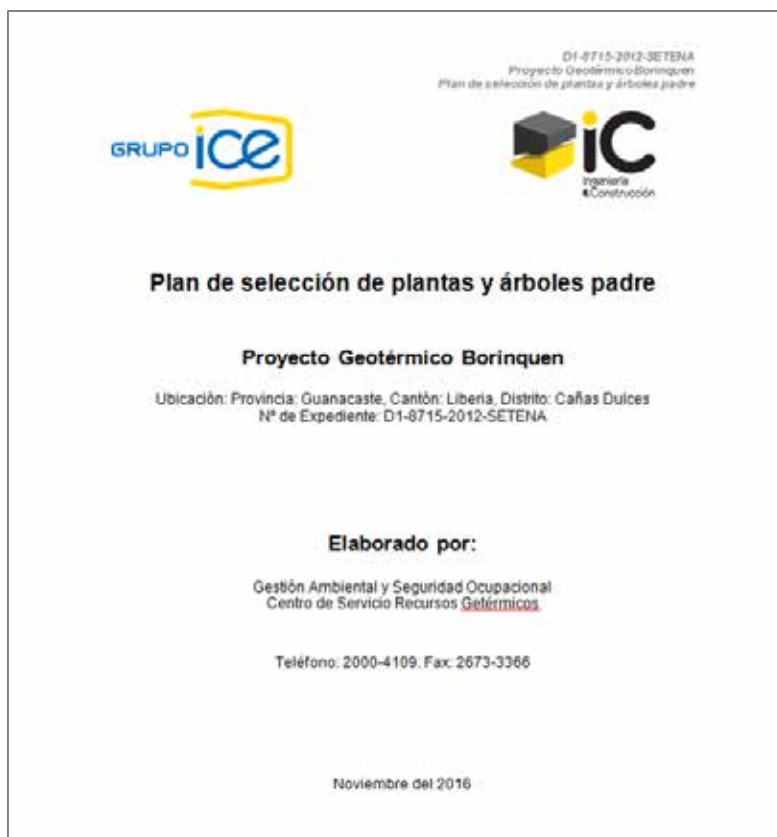 D1-8715-2012-SETENA
Proyecto Geotérmico Borinquen
Plan de selección de plantas y árboles padre
GRUPO ice
iC
Ingeniería
&Construcción
Plan de selección de plantas y árboles padre
Proyecto Geotérmico Borinquen
Ubicación: Provincia: Guanacaste, Cantón: Liberia, Distrito: Cañas Dulces
Nº de Expediente: D1-8715-2012-SETENA
Elaborado por:
Gestión Ambiental y Seguridad Ocupacional
Centro de Servicio Recursos Getérmicos
Teléfono: 2000-4109. Fax: 2673-3366
Noviembre del 2016